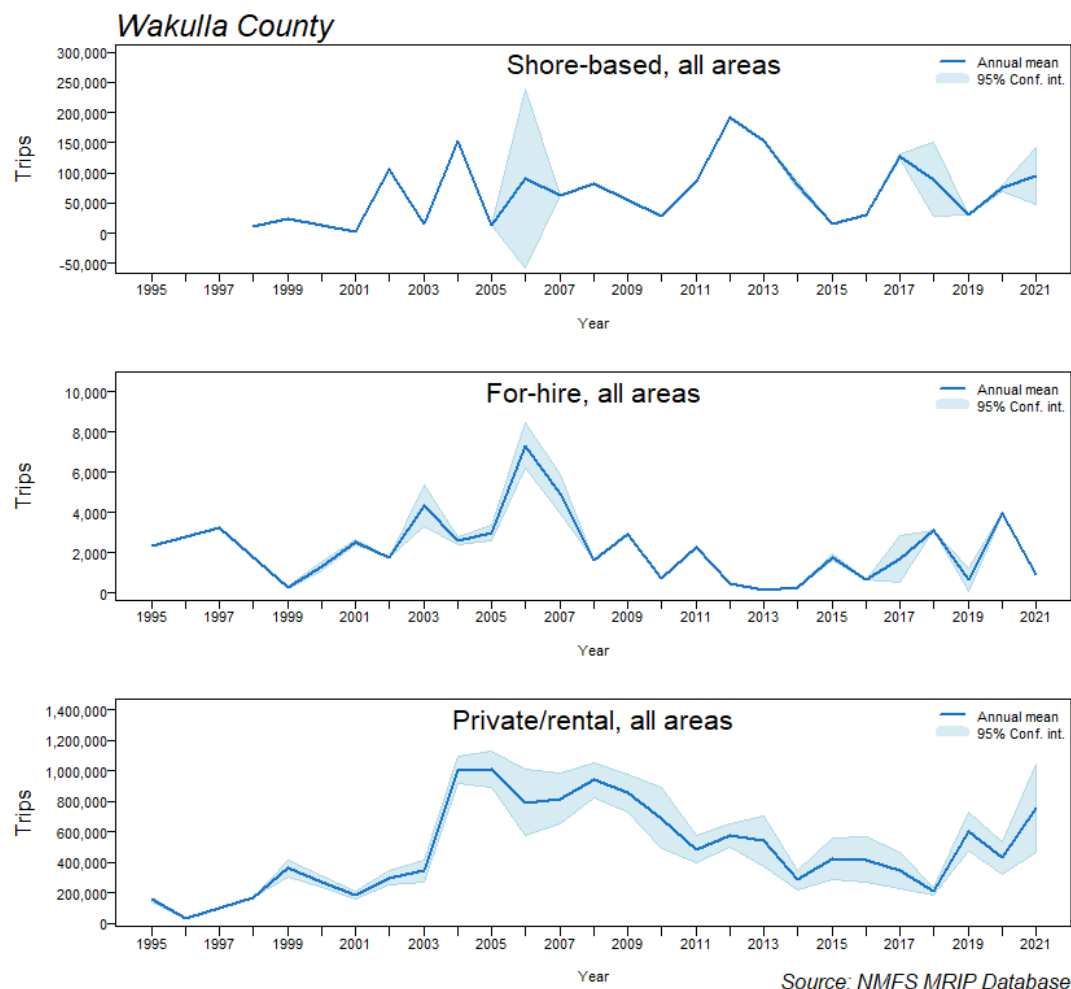 Wakulla County
Shore-based, all areas
Annual mean
95% Conf. int.
300,000
250,000
200,000
150,000
100,000
50,000
0
-50,000
Trips
1995 1997 1999 2001 2003 2005 2007 2009 2011 2013 2015 2017 2019 2021
Year
For-hire, all areas
Annual mean
95% Conf. int.
10,000
8,000
6,000
4,000
2,000
0
Trips
1995 1997 1999 2001 2003 2005 2007 2009 2011 2013 2015 2017 2019 2021
Year
Private/rental, all areas
Annual mean
95% Conf. int.
1,400,000
1,200,000
1,000,000
800,000
600,000
400,000
200,000
0
Trips
1995 1997 1999 2001 2003 2005 2007 2009 2011 2013 2015 2017 2019 2021
Year
Source: NMFS MRIP Database